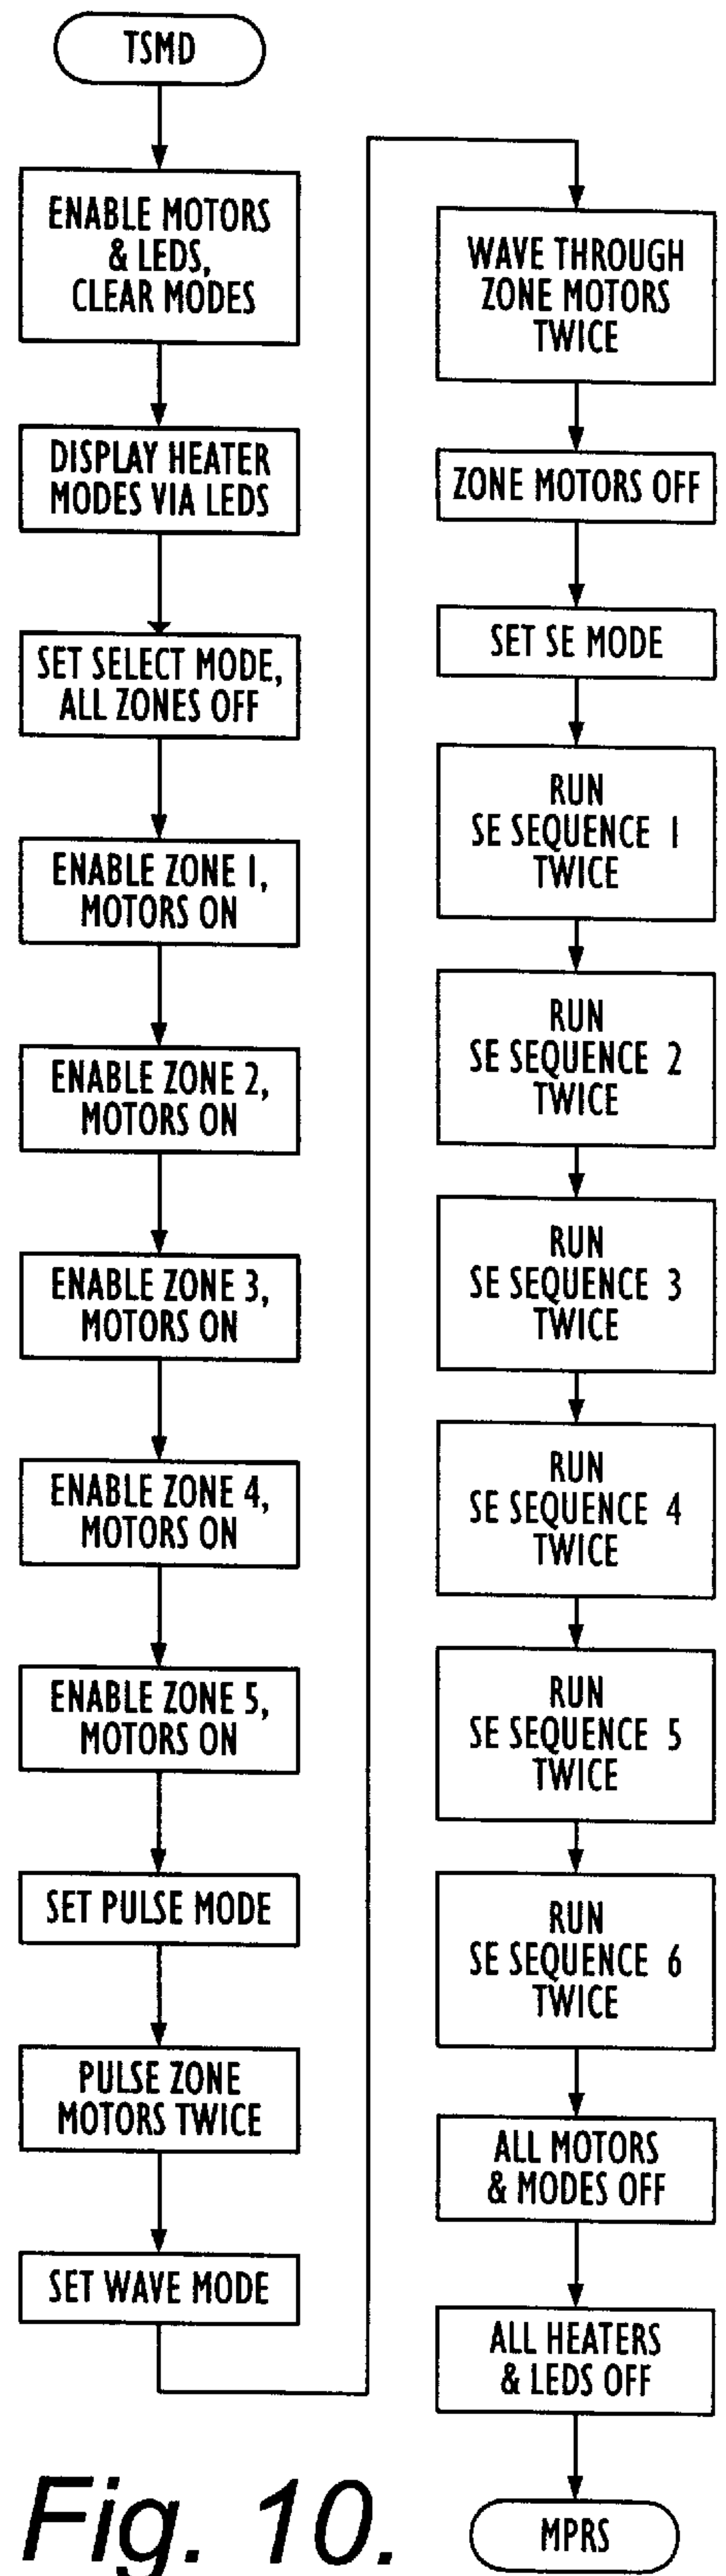 TSMD
ENABLE MOTORS
& LEDS,
CLEAR MODES
DISPLAY HEATER
MODES VIA LEDS
SET SELECT MODE,
ALL ZONES OFF
ENABLE ZONE 1,
MOTORS ON
ENABLE ZONE 2,
MOTORS ON
ENABLE ZONE 3,
MOTORS ON
ENABLE ZONE 4,
MOTORS ON
ENABLE ZONE 5,
MOTORS ON
SET PULSE MODE
PULSE ZONE
MOTORS TWICE
SET WAVE MODE
WAVE THROUGH
ZONE MOTORS
TWICE
ZONE MOTORS OFF
SET SE MODE
RUN
SE SEQUENCE 1
TWICE
RUN
SE SEQUENCE 2
TWICE
RUN
SE SEQUENCE 3
TWICE
RUN
SE SEQUENCE 4
TWICE
RUN
SE SEQUENCE 5
TWICE
RUN
SE SEQUENCE 6
TWICE
ALL MOTORS
& MODES OFF
ALL HEATERS
& LEDS OFF
MPRS
Fig. 10.